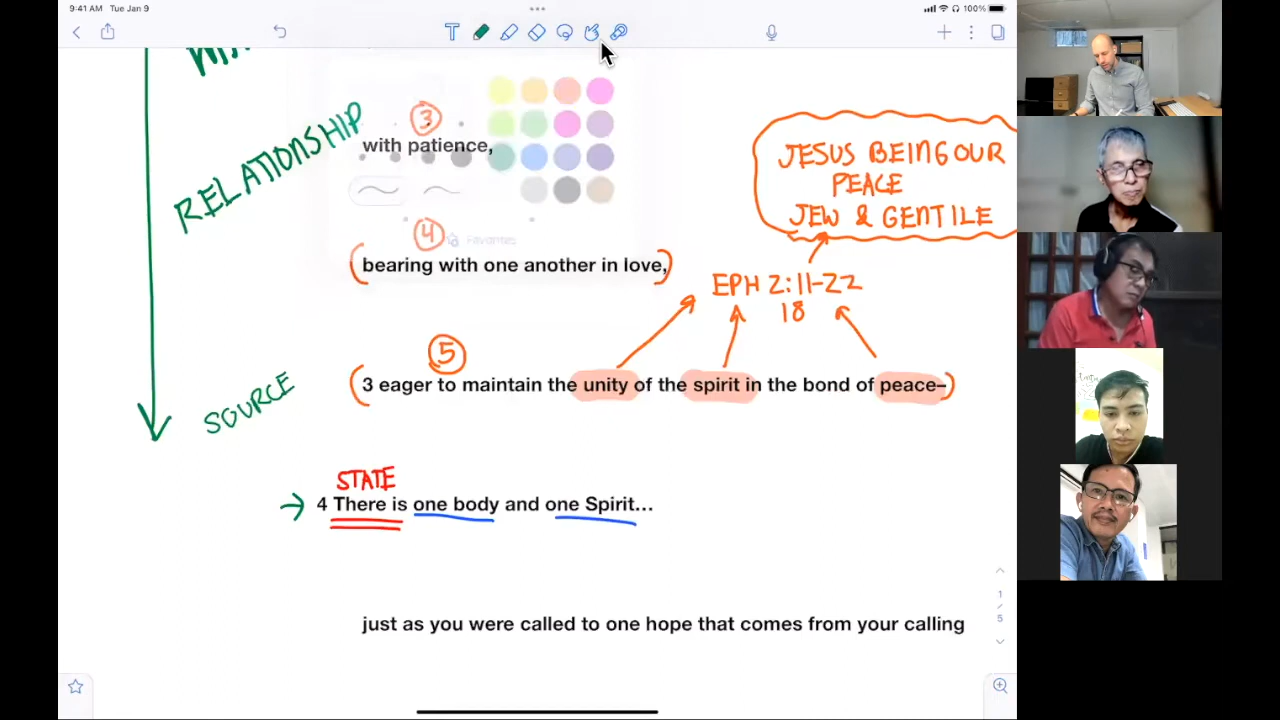 9:41 AM Tue Jan 9
100%
RELATIONSHIP
3
with patience,
JESUS BEING OUR
PEACE
JEW & GENTILE
4
Favorites
(bearing with one another in love,)
EPH 2:11-22
18
5
(3 eager to maintain the unity of the spirit in the bond of peace–)
SOURCE
STATE
→ 4 There is one body and one Spirit...
just as you were called to one hope that comes from your calling
1
/
5